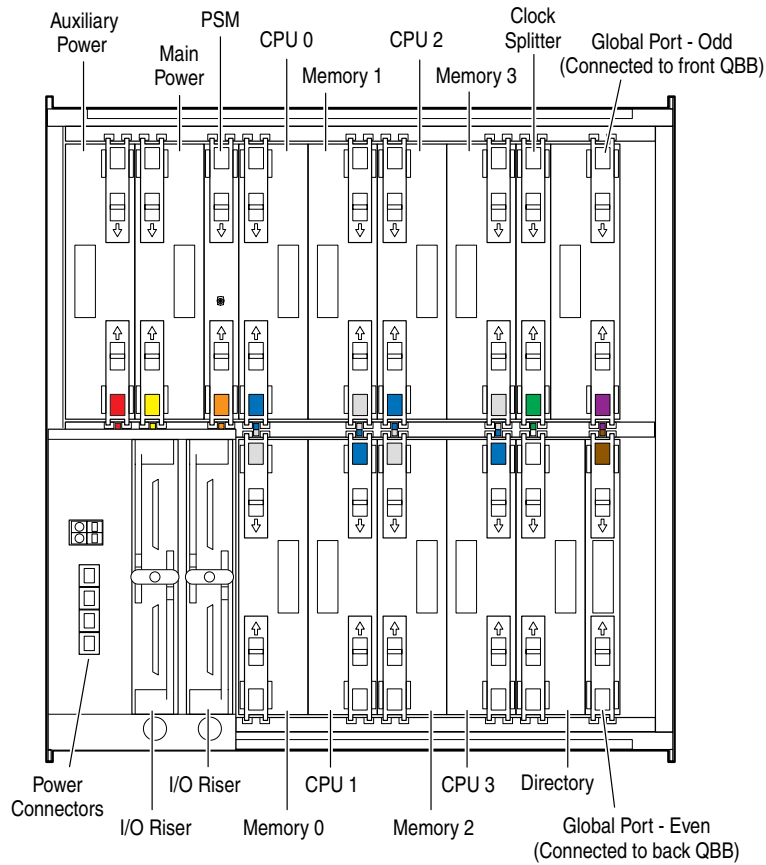 Auxiliary
Power
Main
Power
PSM
CPU 0
Memory 1
CPU 2
Memory 3
Clock
Splitter
Global Port - Odd
(Connected to front QBB)
Power
Connectors
I/O Riser
I/O Riser
Memory 0
CPU 1
Memory 2
CPU 3
Directory
Global Port - Even
(Connected to back QBB)